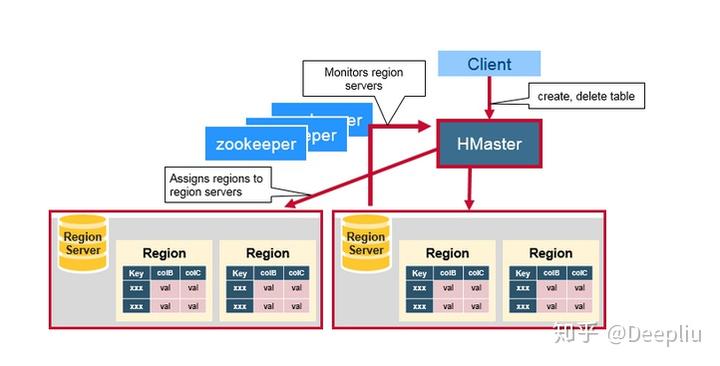 Client
Monitors region
servers
create, delete table
zookeeper
HMaster
Assigns regions to
region servers
Region
Server
Region
Key colB colC
xxx val val
xxx val val
Region
Key colB colC
xxx val val
xxx val val
Region
Server
Region
Key colB colC
xxx val val
xxx val val
Region
Key colB colC
xxx val val
xxx val val
知乎 @Deepliu